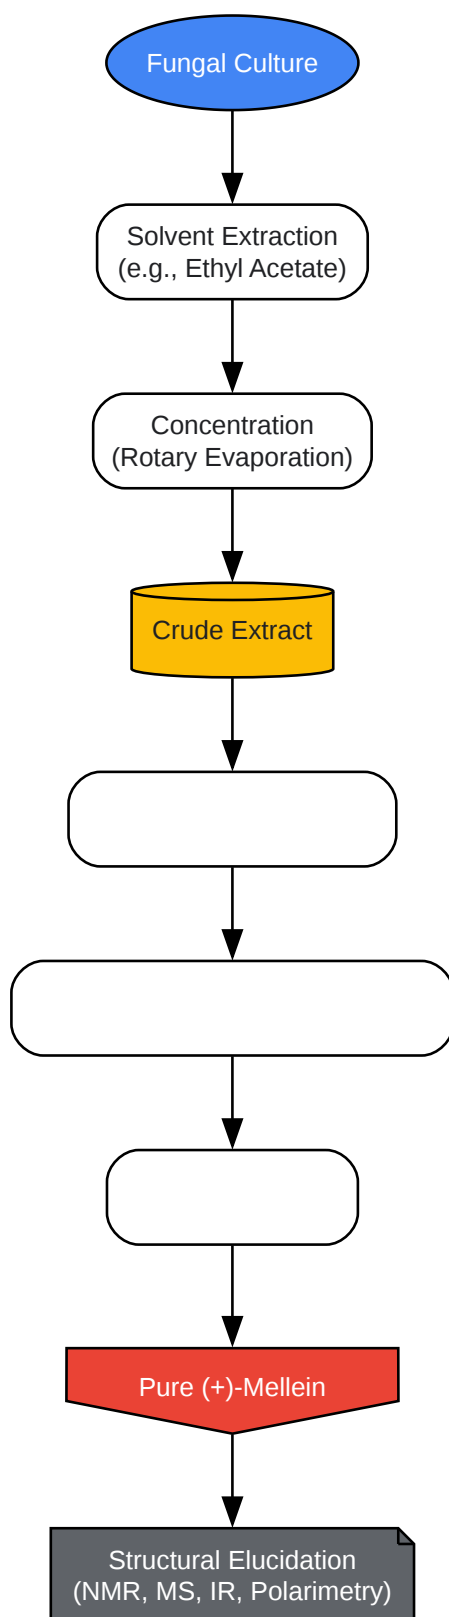 Fungal Culture
Solvent Extraction
(e.g., Ethyl Acetate)
Concentration
(Rotary Evaporation)
Crude Extract
Pure (+)-Mellein
Structural Elucidation
(NMR, MS, IR, Polarimetry)